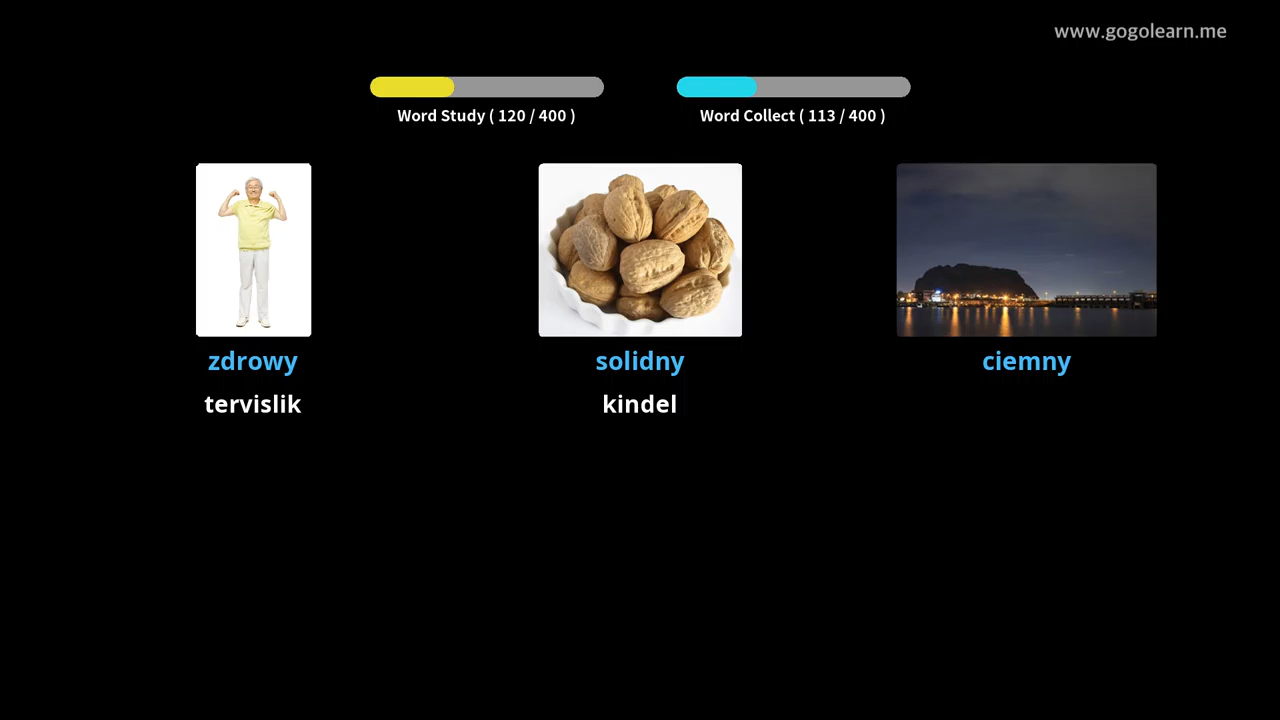 www.gogolearn.me
Word Study ( 120 / 400 )
Word Collect ( 113 / 400 )
zdrowy
solidny
ciemny
tervislik
kindel